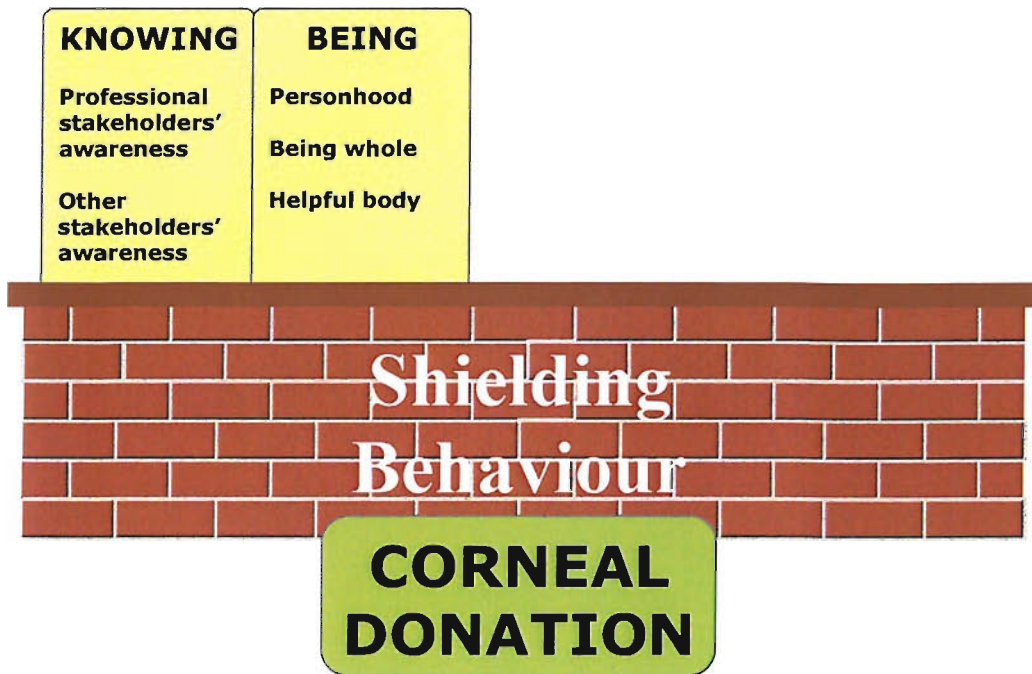 KNOWING
Professional
stakeholders'
awareness
Other
stakeholders'
awareness
BEING
Personhood
Being whole
Helpful body
Shielding
Behaviour
CORNEAL
DONATION